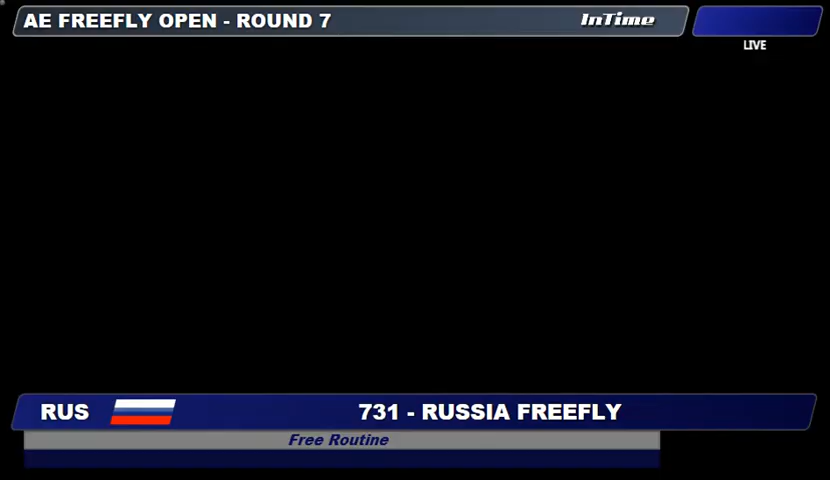 AE FREEFLY OPEN - ROUND 7
InTime
LIVE
RUS
731 - RUSSIA FREEFLY
Free Routine